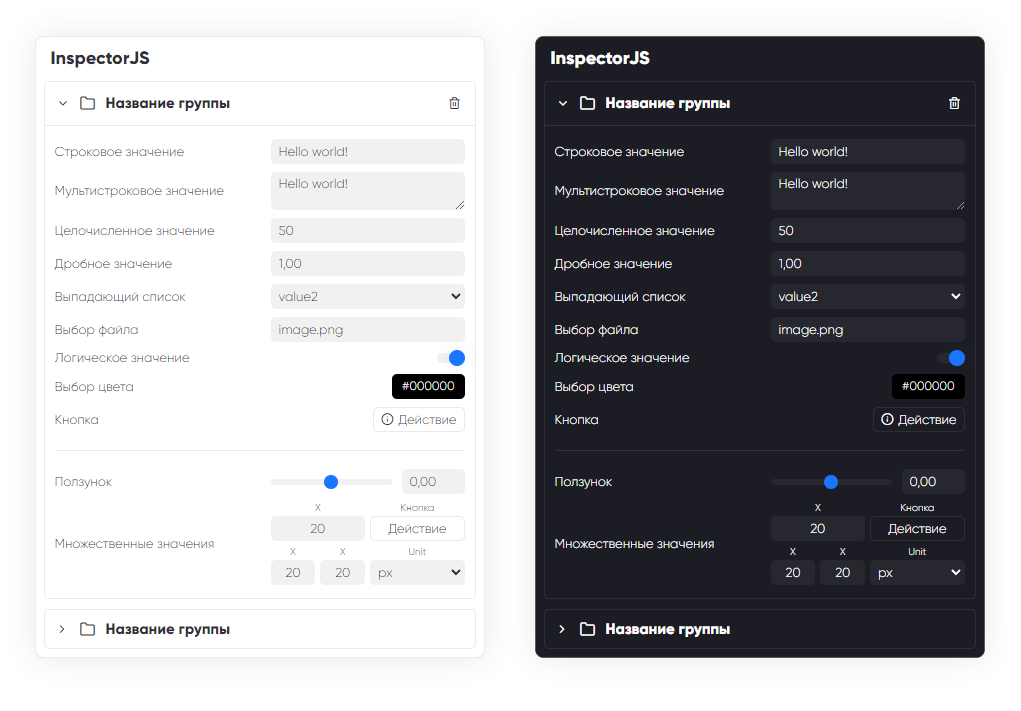 InspectorJS
Название группы
Строковое значение Hello world!
Мультистроковое значение Hello world!
Целочисленное значение 50
Дробное значение 1,00
Выпадающий список value2
Выбор файла image.png
Логическое значение
Выбор цвета #000000
Кнопка Действие
Ползунок 0,00
X Кнопка
20 Действие
Множественные значения
X X Unit
20 20 px
Название группы
InspectorJS
Название группы
Строковое значение Hello world!
Мультистроковое значение Hello world!
Целочисленное значение 50
Дробное значение 1,00
Выпадающий список value2
Выбор файла image.png
Логическое значение
Выбор цвета #000000
Кнопка Действие
Ползунок 0,00
X Кнопка
20 Действие
Множественные значения
X X Unit
20 20 px
Название группы